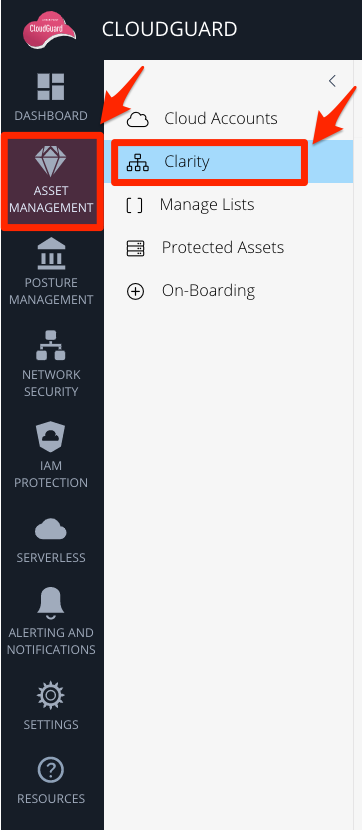 CloudGuard
CLOUDGUARD
DASHBOARD
ASSET
MANAGEMENT
POSTURE
MANAGEMENT
NETWORK
SECURITY
IAM
PROTECTION
SERVERLESS
ALERTING AND
NOTIFICATIONS
SETTINGS
RESOURCES
Cloud Accounts
Clarity
Manage Lists
Protected Assets
On-Boarding